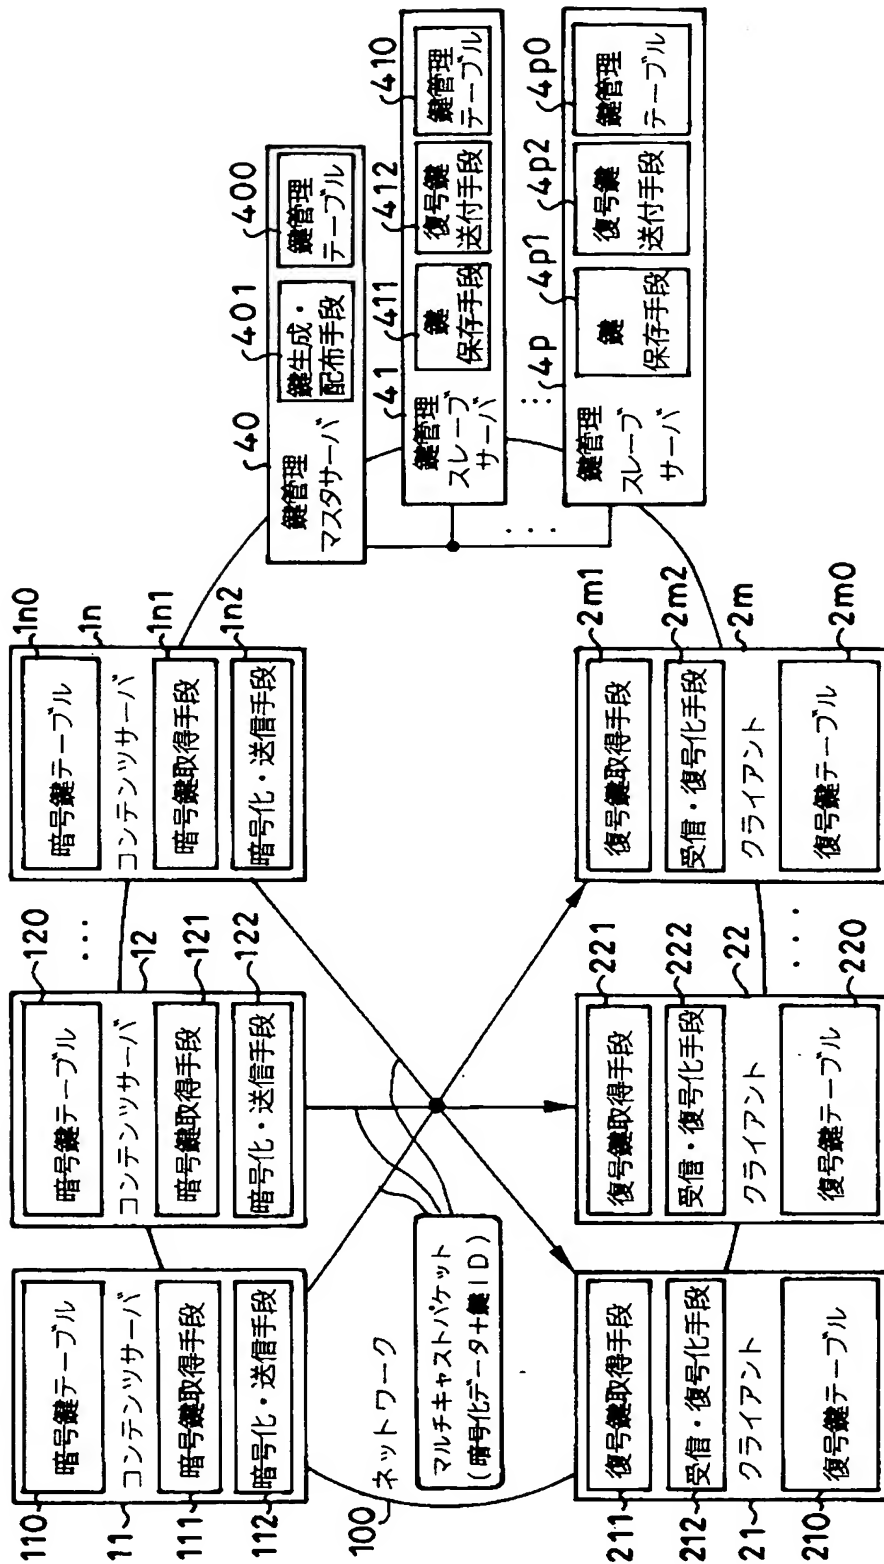 110
暗号鍵テーブル
11
コンテンツサーバ
111
暗号鍵取得手段
112
暗号化・送信手段
120
暗号鍵テーブル
12
コンテンツサーバ
121
暗号鍵取得手段
122
暗号化・送信手段
...
1n0
暗号鍵テーブル
1n
コンテンツサーバ
1n1
暗号鍵取得手段
1n2
暗号化・送信手段
100
ネットワーク
マルチキャストパケット
(暗号化データ+鍵ID)
40
鍵管理
マスタサーバ
401
鍵生成・
配布手段
400
鍵管理
テーブル
41
鍵管理
スレーブ
サーバ
411
鍵
保存手段
412
復号鍵
送付手段
410
鍵管理
テーブル
...
...
4p
鍵管理
スレーブ
サーバ
4p1
鍵
保存手段
4p2
復号鍵
送付手段
4p0
鍵管理
テーブル
211
復号鍵取得手段
212
受信・復号化手段
21
クライアント
210
復号鍵テーブル
221
復号鍵取得手段
222
受信・復号化手段
22
クライアント
220
復号鍵テーブル
....
2m1
復号鍵取得手段
2m2
受信・復号化手段
2m
クライアント
2m0
復号鍵テーブル